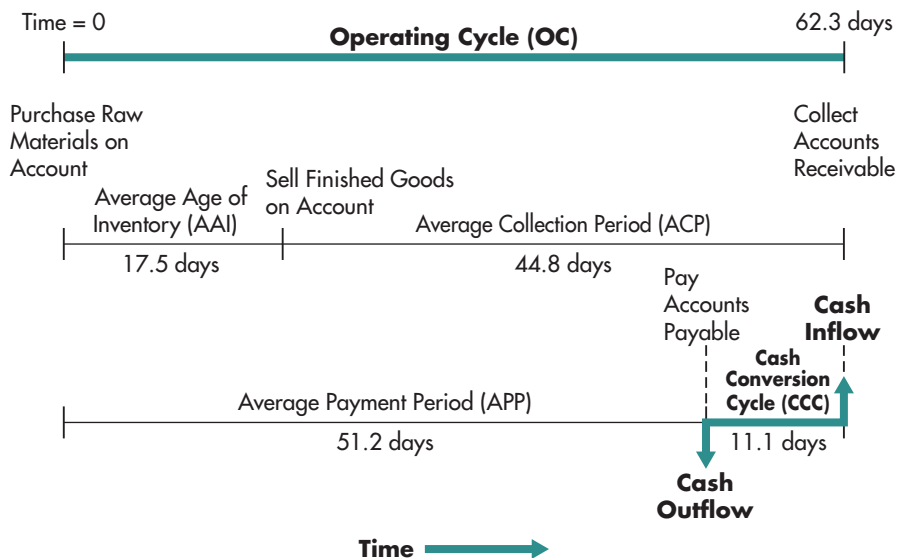 Time = 0
62.3 days
Operating Cycle (OC)
Purchase Raw
Materials on
Account
Collect
Accounts
Receivable
Average Age of
Inventory (AAI)
Sell Finished Goods
on Account
Average Collection Period (ACP)
17.5 days
44.8 days
Pay
Accounts
Payable
Cash
Inflow
Cash
Conversion
Cycle (CCC)
Average Payment Period (APP)
51.2 days
11.1 days
Cash
Outflow
Time